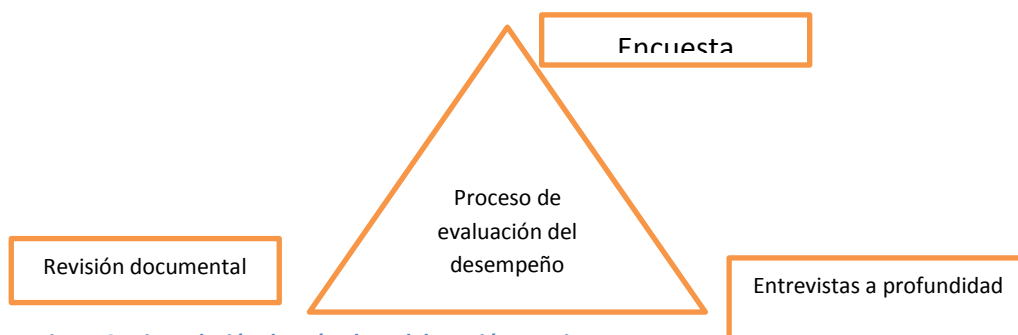 Encuesta
Proceso de
evaluación del
desempeño
Revisión documental
Entrevistas a profundidad